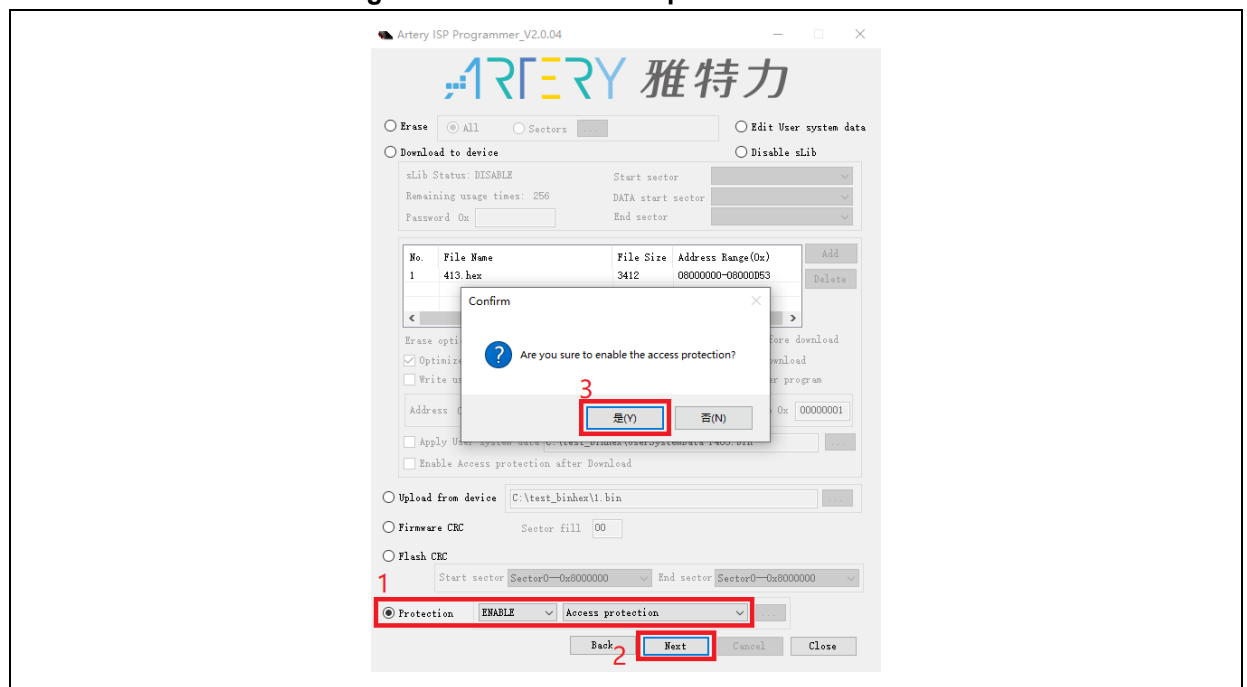 Artery ISP Programmer_V2.0.04
ARTERY 雅特力
Erase All Sectors ... Edit User system data
Download to device Disable sLib
sLib Status: DISABLE Start sector
Remaining usage times: 256 DATA start sector
Password 0x End sector
No. File Name File Size Address Range(0x) Add
1 413.hex 3412 08000000-08000D53 Delete
Confirm
Erase opti ore download
Are you sure to enable the access protection?
Optimize wnload
Write us er program
3
Address 是(Y) 否(N) 0x 00000001
Apply User system data ...
Enable Access protection after Download
Upload from device C:\test_binhex\1.bin ...
Firmware CRC Sector fill 00
Flash CRC
Start sector Sector0—0x8000000 End sector Sector0—0x8000000
1
Protection ENABLE Access protection ...
Back Next Cancel Close
2